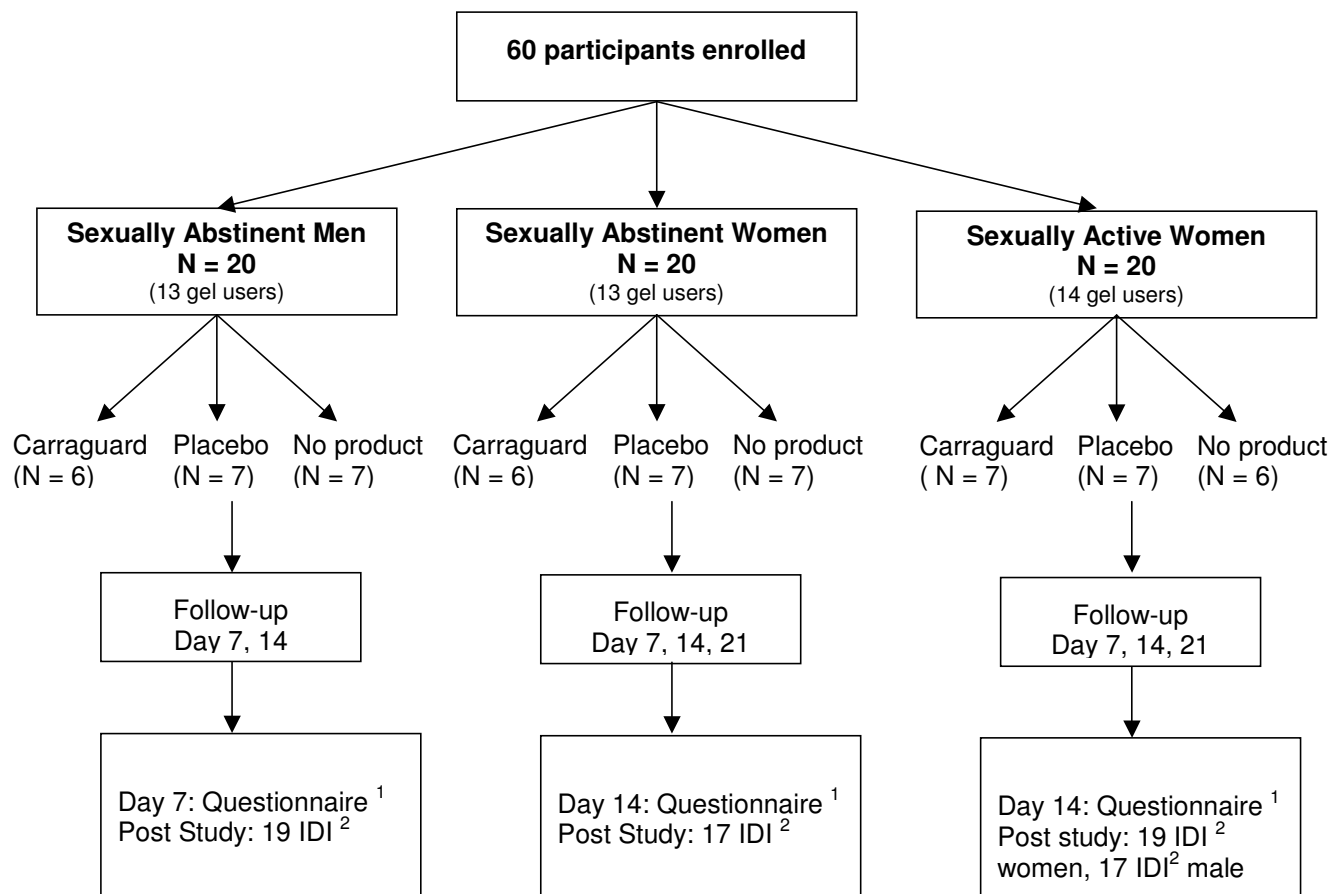 60 participants enrolled
Sexually Abstinent Men
N = 20
(13 gel users)
Sexually Abstinent Women
N = 20
(13 gel users)
Sexually Active Women
N = 20
(14 gel users)
Carraguard Placebo No product
(N = 6) (N = 7) (N = 7)
Carraguard Placebo No product
(N = 6) (N = 7) (N = 7)
Carraguard Placebo No product
( N = 7) (N = 7) (N = 6)
Follow-up
Day 7, 14
Follow-up
Day 7, 14, 21
Follow-up
Day 7, 14, 21
Day 7: Questionnaire 1
Post Study: 19 IDI 2
Day 14: Questionnaire 1
Post Study: 17 IDI 2
Day 14: Questionnaire 1
Post study: 19 IDI 2
women, 17 IDI2 male